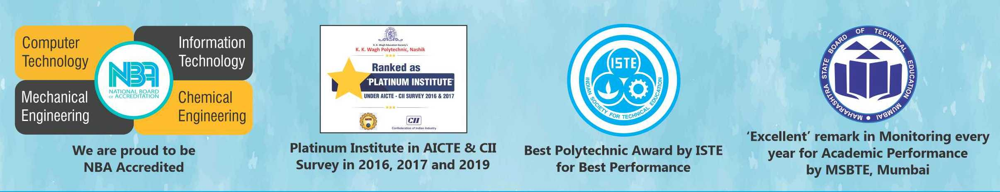 Computer
Technology
Information
Technology
Mechanical
Engineering
Chemical
Engineering
NBA
NATIONAL BOARD
OF ACCREDITATION
We are proud to be
NBA Accredited
K. K. Wagh Education Society's
K. K. Wagh Polytechnic, Nashik
Ranked as
"PLATINUM INSTITUTE"
UNDER AICTE - CII SURVEY 2016 & 2017
AICTE
CII
Confederation of Indian Industry
Platinum Institute in AICTE & CII
Survey in 2016, 2017 and 2019
ISTE
INDIAN SOCIETY FOR TECHNICAL EDUCATION
Best Polytechnic Award by ISTE
for Best Performance
MAHARASHTRA STATE BOARD OF TECHNICAL EDUCATION MUMBAI
‘Excellent’ remark in Monitoring every
year for Academic Performance
by MSBTE, Mumbai